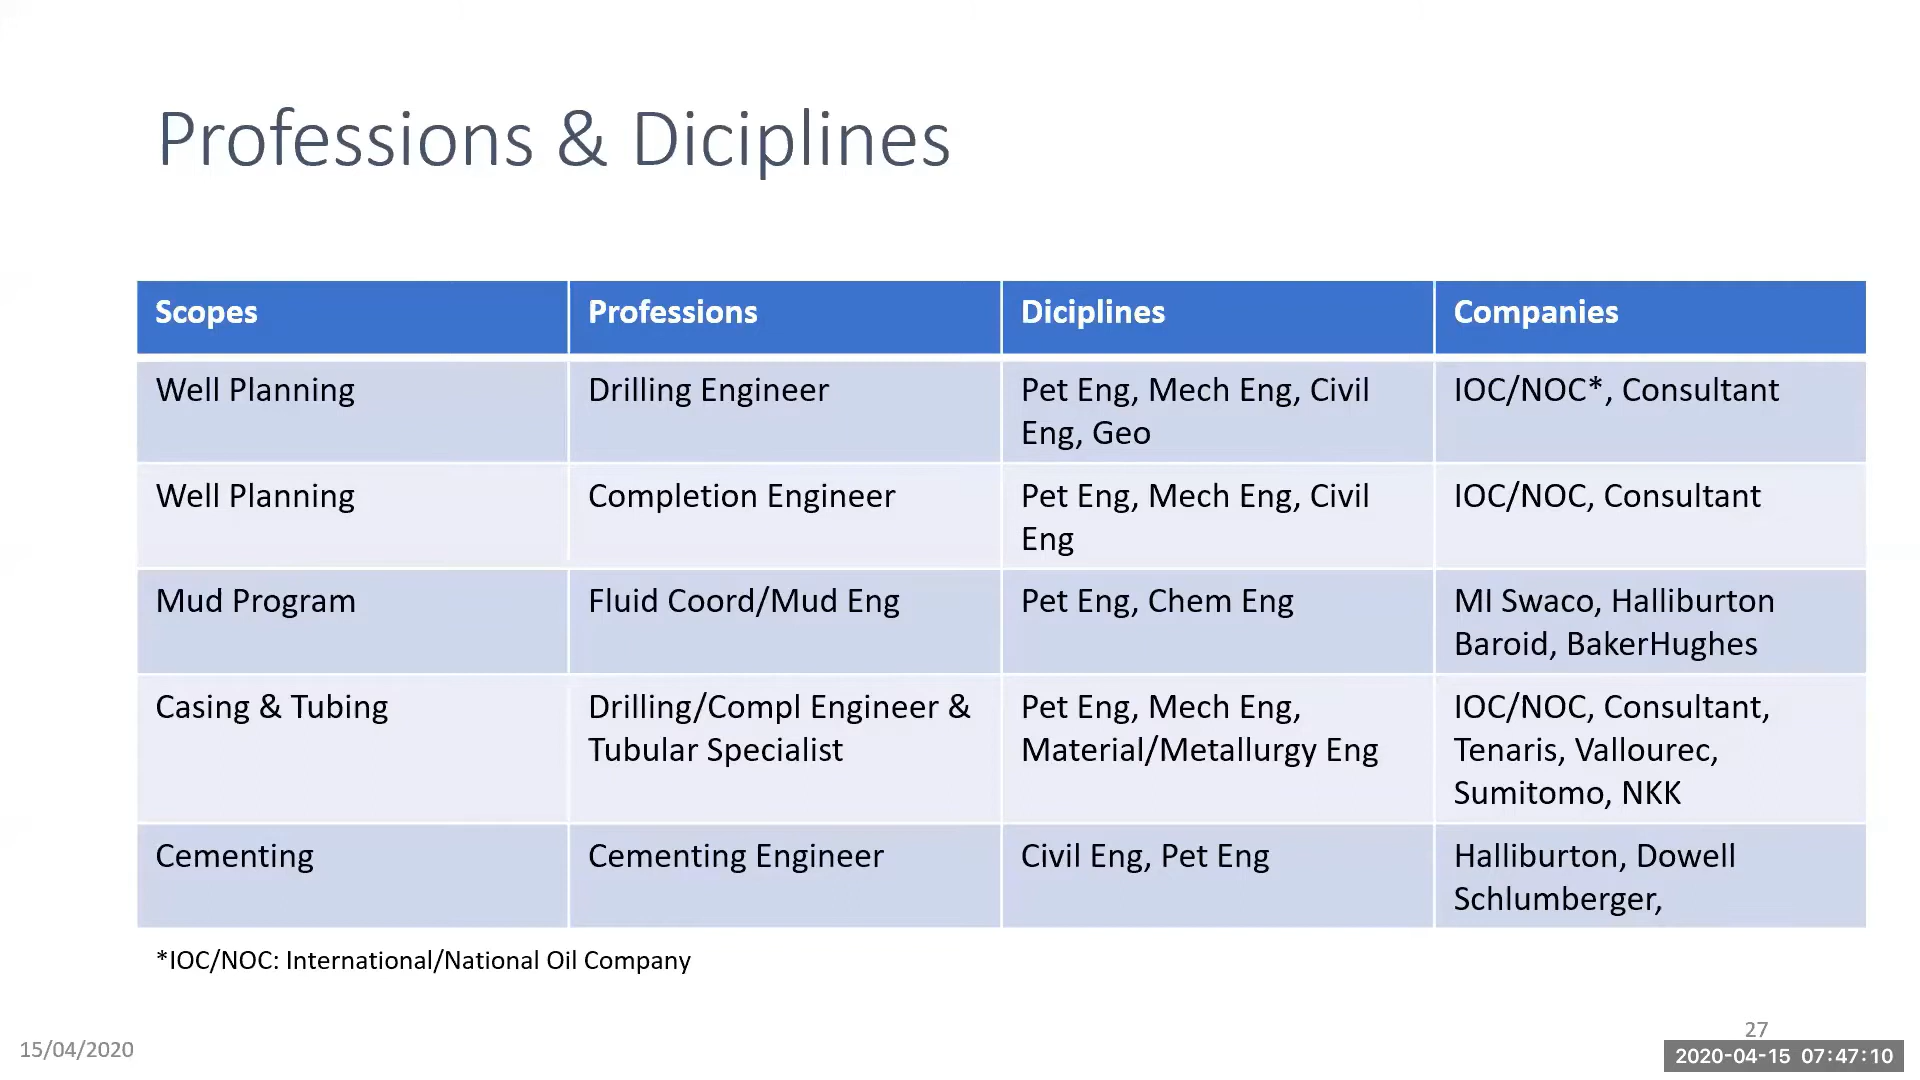 Professions & Diciplines
Scopes
Professions
Diciplines
Companies
Well Planning
Drilling Engineer
Pet Eng, Mech Eng, Civil
Eng, Geo
IOC/NOC*, Consultant
Well Planning
Completion Engineer
Pet Eng, Mech Eng, Civil
Eng
IOC/NOC, Consultant
Mud Program
Fluid Coord/Mud Eng
Pet Eng, Chem Eng
MI Swaco, Halliburton
Baroid, BakerHughes
Casing & Tubing
Drilling/Compl Engineer &
Tubular Specialist
Pet Eng, Mech Eng,
Material/Metallurgy Eng
IOC/NOC, Consultant,
Tenaris, Vallourec,
Sumitomo, NKK
Cementing
Cementing Engineer
Civil Eng, Pet Eng
Halliburton, Dowell
Schlumberger,
*IOC/NOC: International/National Oil Company
15/04/2020
27
2020-04-15 07:47:10